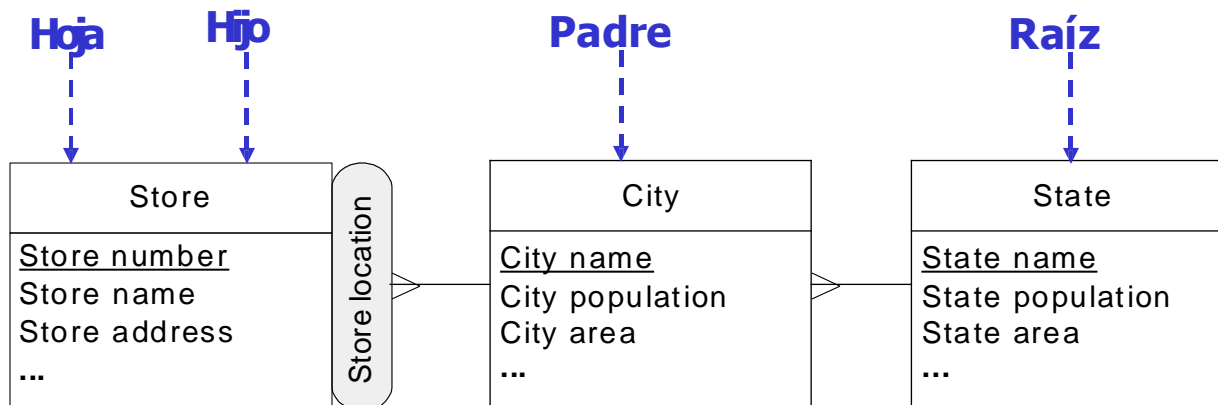 Hoja
Hijo
Padre
Raíz
Store
Store number
Store name
Store address
...
Store location
City
City name
City population
City area
...
State
State name
State population
State area
...